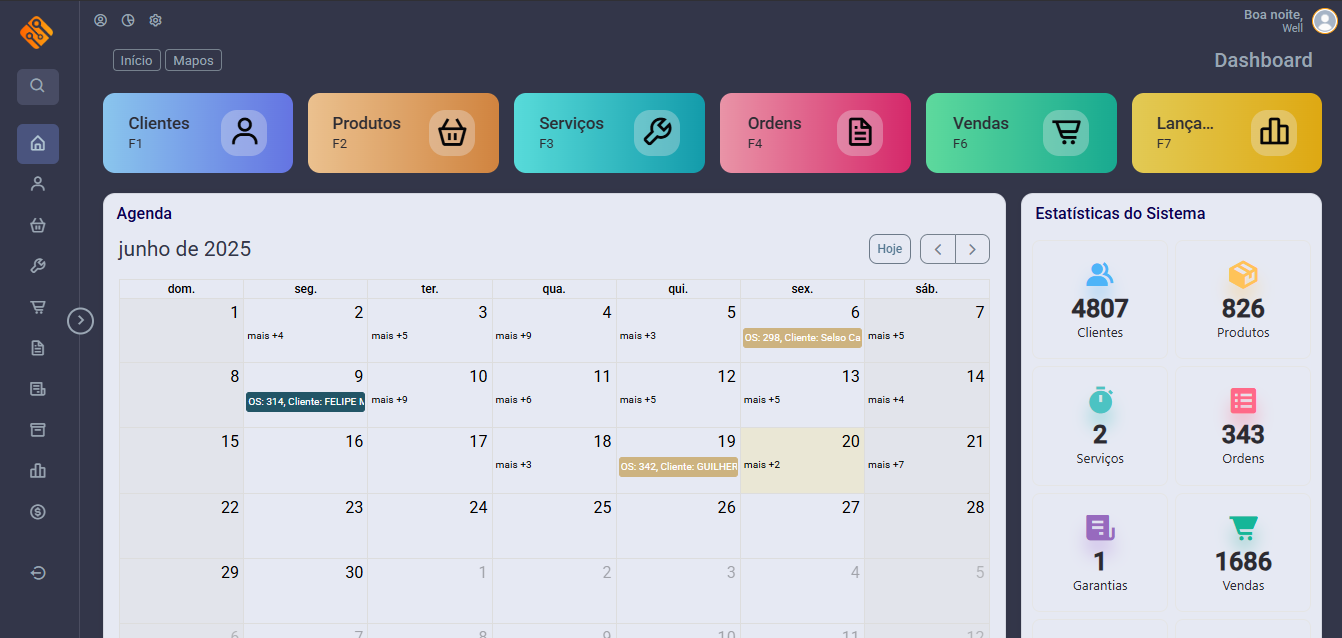 Boa noite,
Well
Início Mapos
Dashboard
Clientes
F1
Produtos
F2
Serviços
F3
Ordens
F4
Vendas
F6
Lança...
F7
Agenda
junho de 2025
Hoje
dom. seg. ter. qua. qui. sex. sáb.
1 2 3 4 5 6 7
mais +4 mais +5 mais +9 mais +3 OS: 298, Cliente: Selao Ca mais +5
8 9 10 11 12 13 14
OS: 314, Cliente: FELIPE M mais +9 mais +6 mais +5 mais +5 mais +4
15 16 17 18 19 20 21
mais +3 OS: 342, Cliente: GUILHER mais +2 mais +7
22 23 24 25 26 27 28
29 30 1 2 3 4 5
6 7 8 9 10 11 12
Estatísticas do Sistema
4807
Clientes
826
Produtos
2
Serviços
343
Ordens
1
Garantias
1686
Vendas